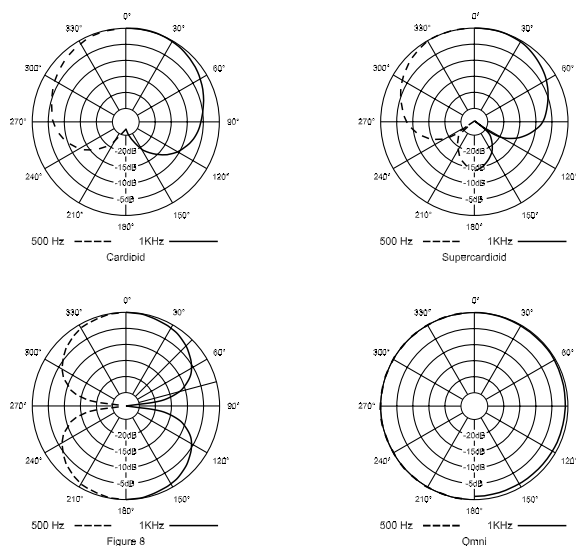 0°
330°
30°
300°
60°
270°
90°
240°
120°
210°
150°
180°
-20dB
-15dB
-10dB
-5dB
500 Hz
1KHz
Cardioid
0°
330°
30°
300°
60°
270°
90°
240°
120°
210°
150°
180°
-20dB
-15dB
-10dB
-5dB
500 Hz
1KHz
Supercardioid
0°
330°
30°
300°
60°
270°
90°
240°
120°
210°
150°
180°
-20dB
-15dB
-10dB
-5dB
500 Hz
1KHz
Figure 8
0°
330°
30°
300°
60°
270°
90°
240°
120°
210°
150°
180°
-20dB
-15dB
-10dB
-5dB
500 Hz
1KHz
Omni